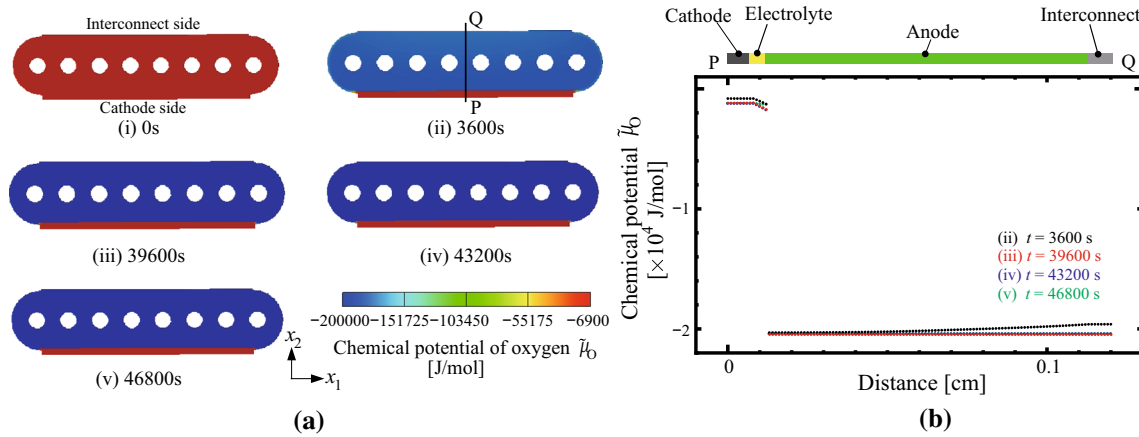 Interconnect side
Cathode side
(i) 0s
Q
P
(ii) 3600s
(iii) 39600s
(iv) 43200s
(v) 46800s
x₂
x₁
−200000 −151725 −103450 −55175 −6900
Chemical potential of oxygen μ̃_O
[J/mol]
(a)
b
Cathode Electrolyte Anode Interconnect
P Q
Chemical potential μ̃_O
[×10⁴ J/mol]
−1
−2
(ii) t = 3600 s
(iii) t = 39600 s
(iv) t = 43200 s
(v) t = 46800 s
0 0.1
Distance [cm]
(b)